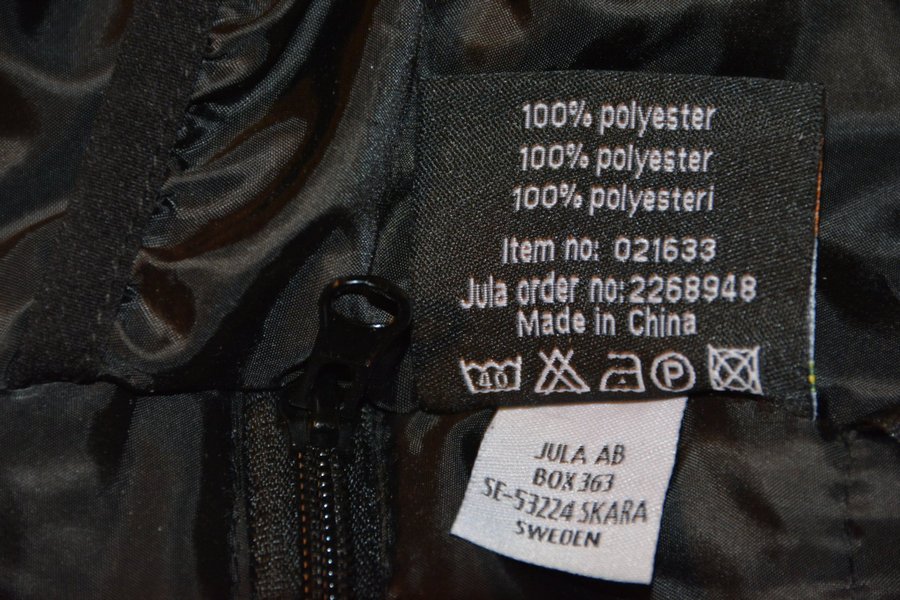 100% polyester
100% polyester
100% polyesteri
Item no: 021633
Jula order no:2268948
Made in China
40 P
JULA AB
BOX 363
SE-53224 SKARA
SWEDEN